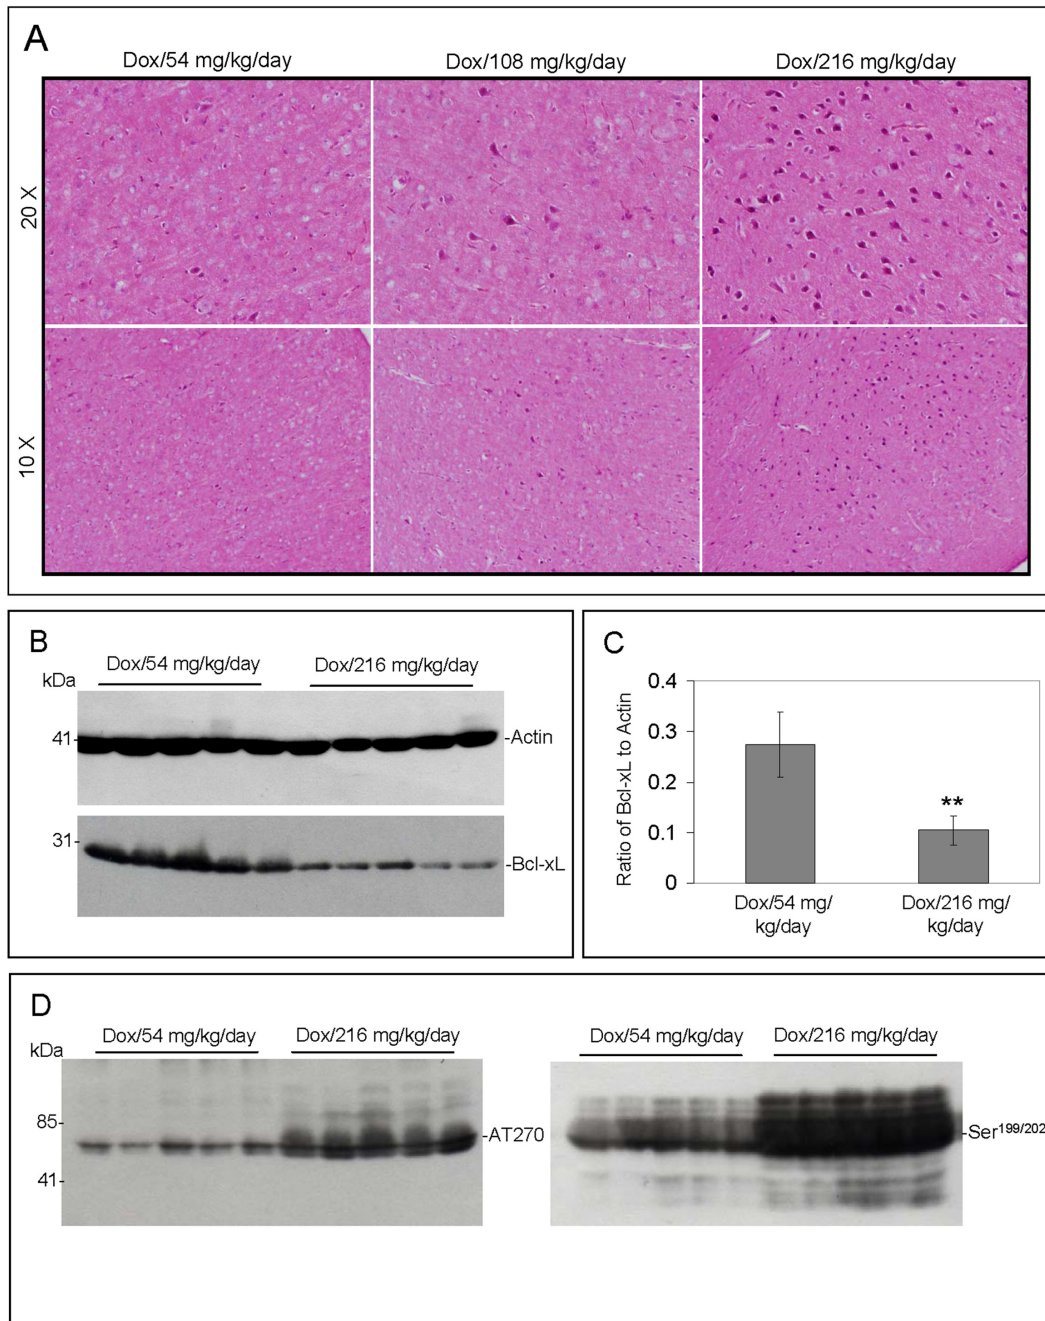 A
Dox/54 mg/kg/day Dox/108 mg/kg/day Dox/216 mg/kg/day
20 X
10 X
B
Dox/54 mg/kg/day Dox/216 mg/kg/day
kDa
41- -Actin
31-
-Bcl-xL
C
Ratio of Bcl-xL to Actin
0.4
0.3
0.2
0.1
0
**
Dox/54 mg/ Dox/216 mg/
kg/day kg/day
D
Dox/54 mg/kg/day Dox/216 mg/kg/day
kDa
85-
-AT270
41-
Dox/54 mg/kg/day Dox/216 mg/kg/day
-Ser199/202